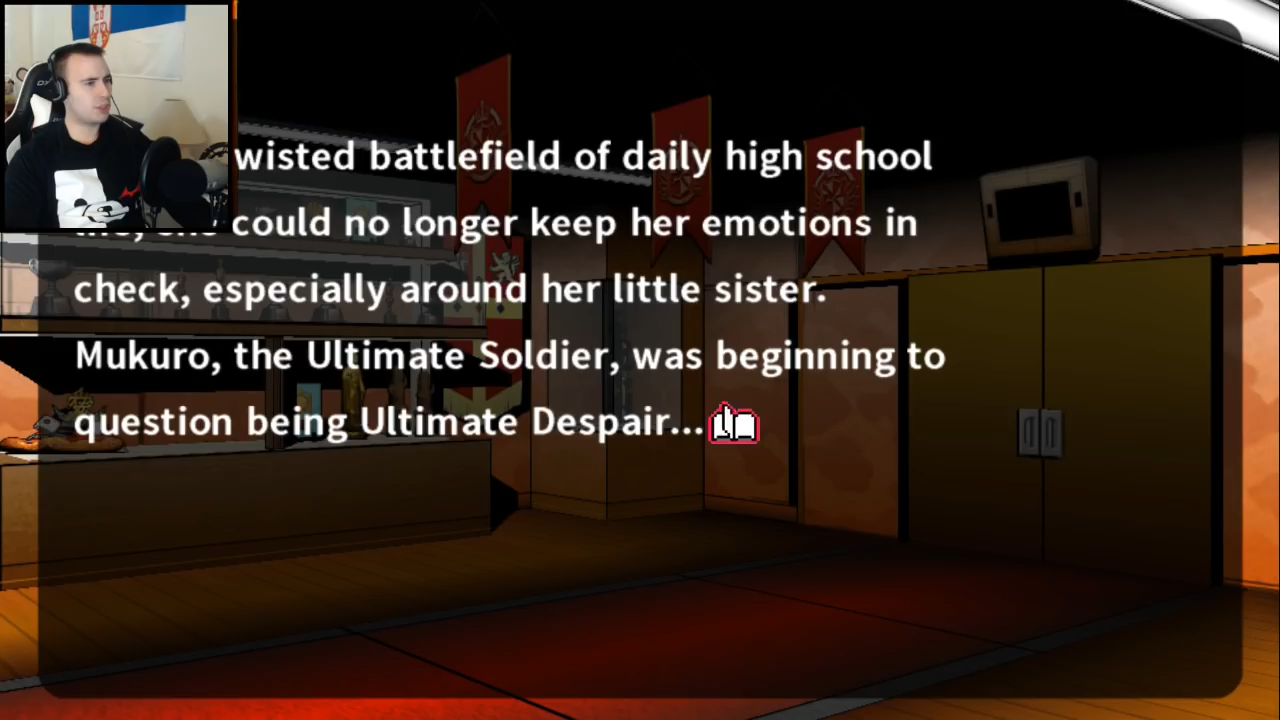 wisted battlefield of daily high school
could no longer keep her emotions in
check, especially around her little sister.
Mukuro, the Ultimate Soldier, was beginning to
question being Ultimate Despair...